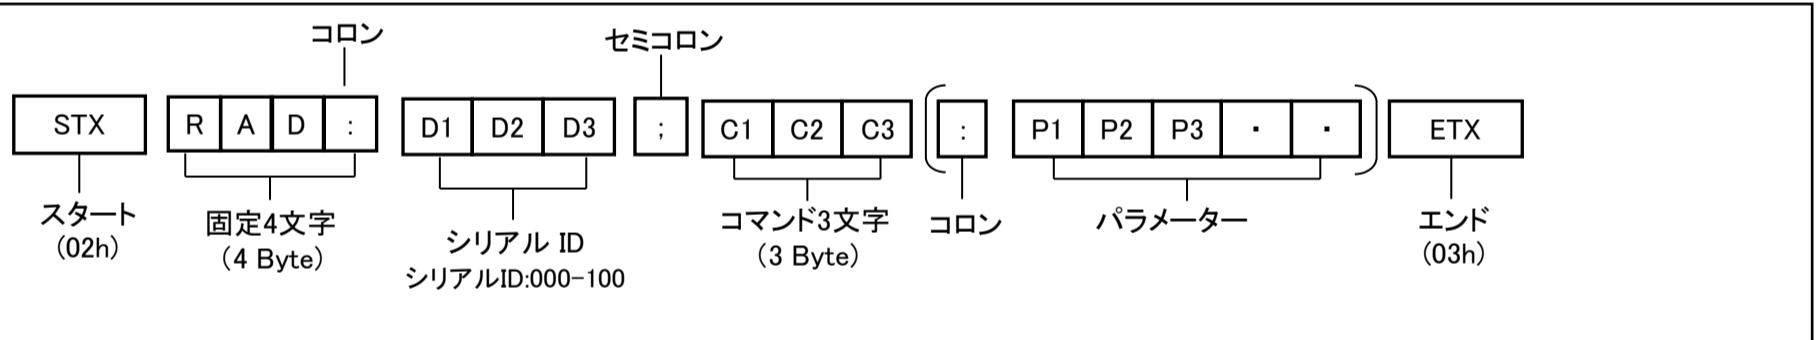 コロン
セミコロン
STX R A D : D1 D2 D3 ; C1 C2 C3 ( : P1 P2 P3 ・ ・ ) ETX
スタート
(02h)
固定4文字
(4 Byte)
シリアル ID
シリアルID:000-100
コマンド3文字
(3 Byte)
コロン
パラメーター
エンド
(03h)